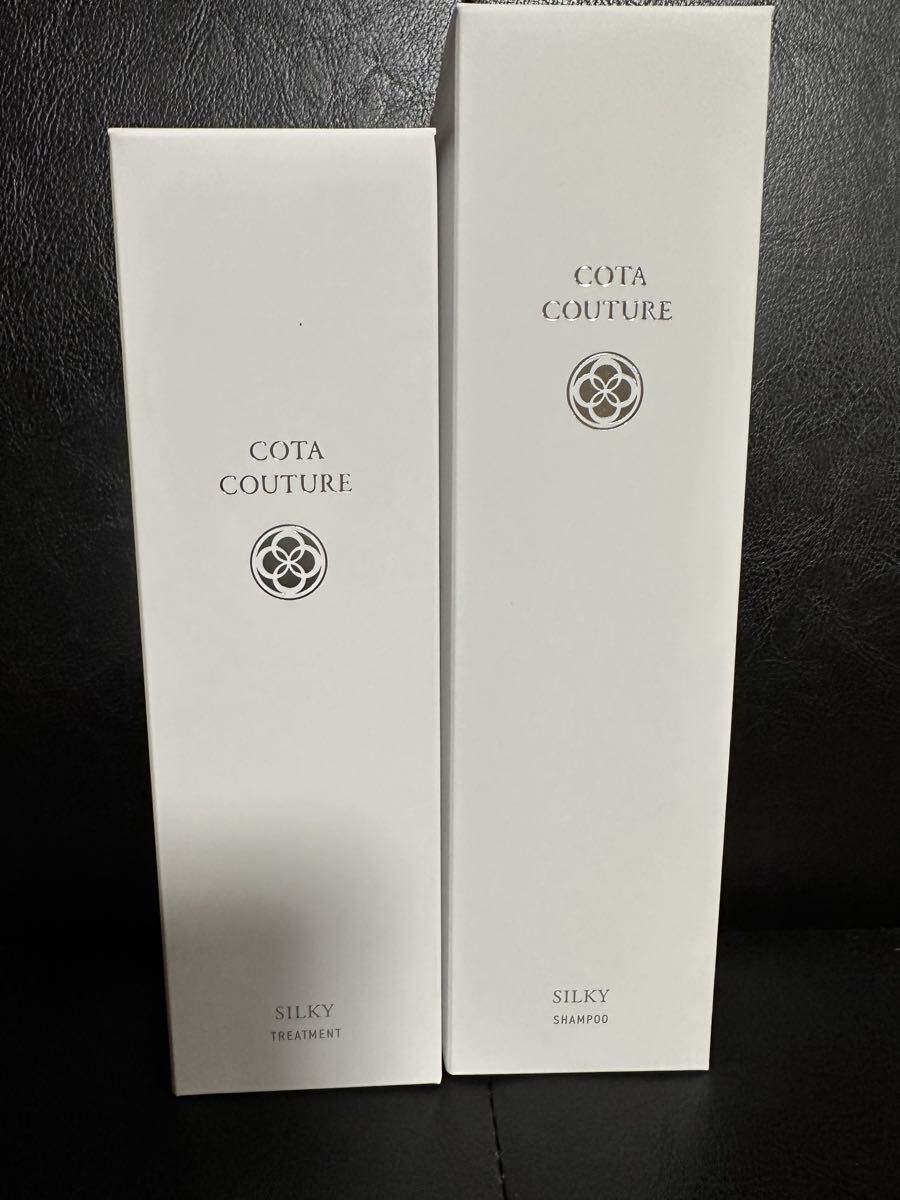 COTA
COUTURE
SILKY
TREATMENT
COTA
COUTURE
SILKY
SHAMPOO